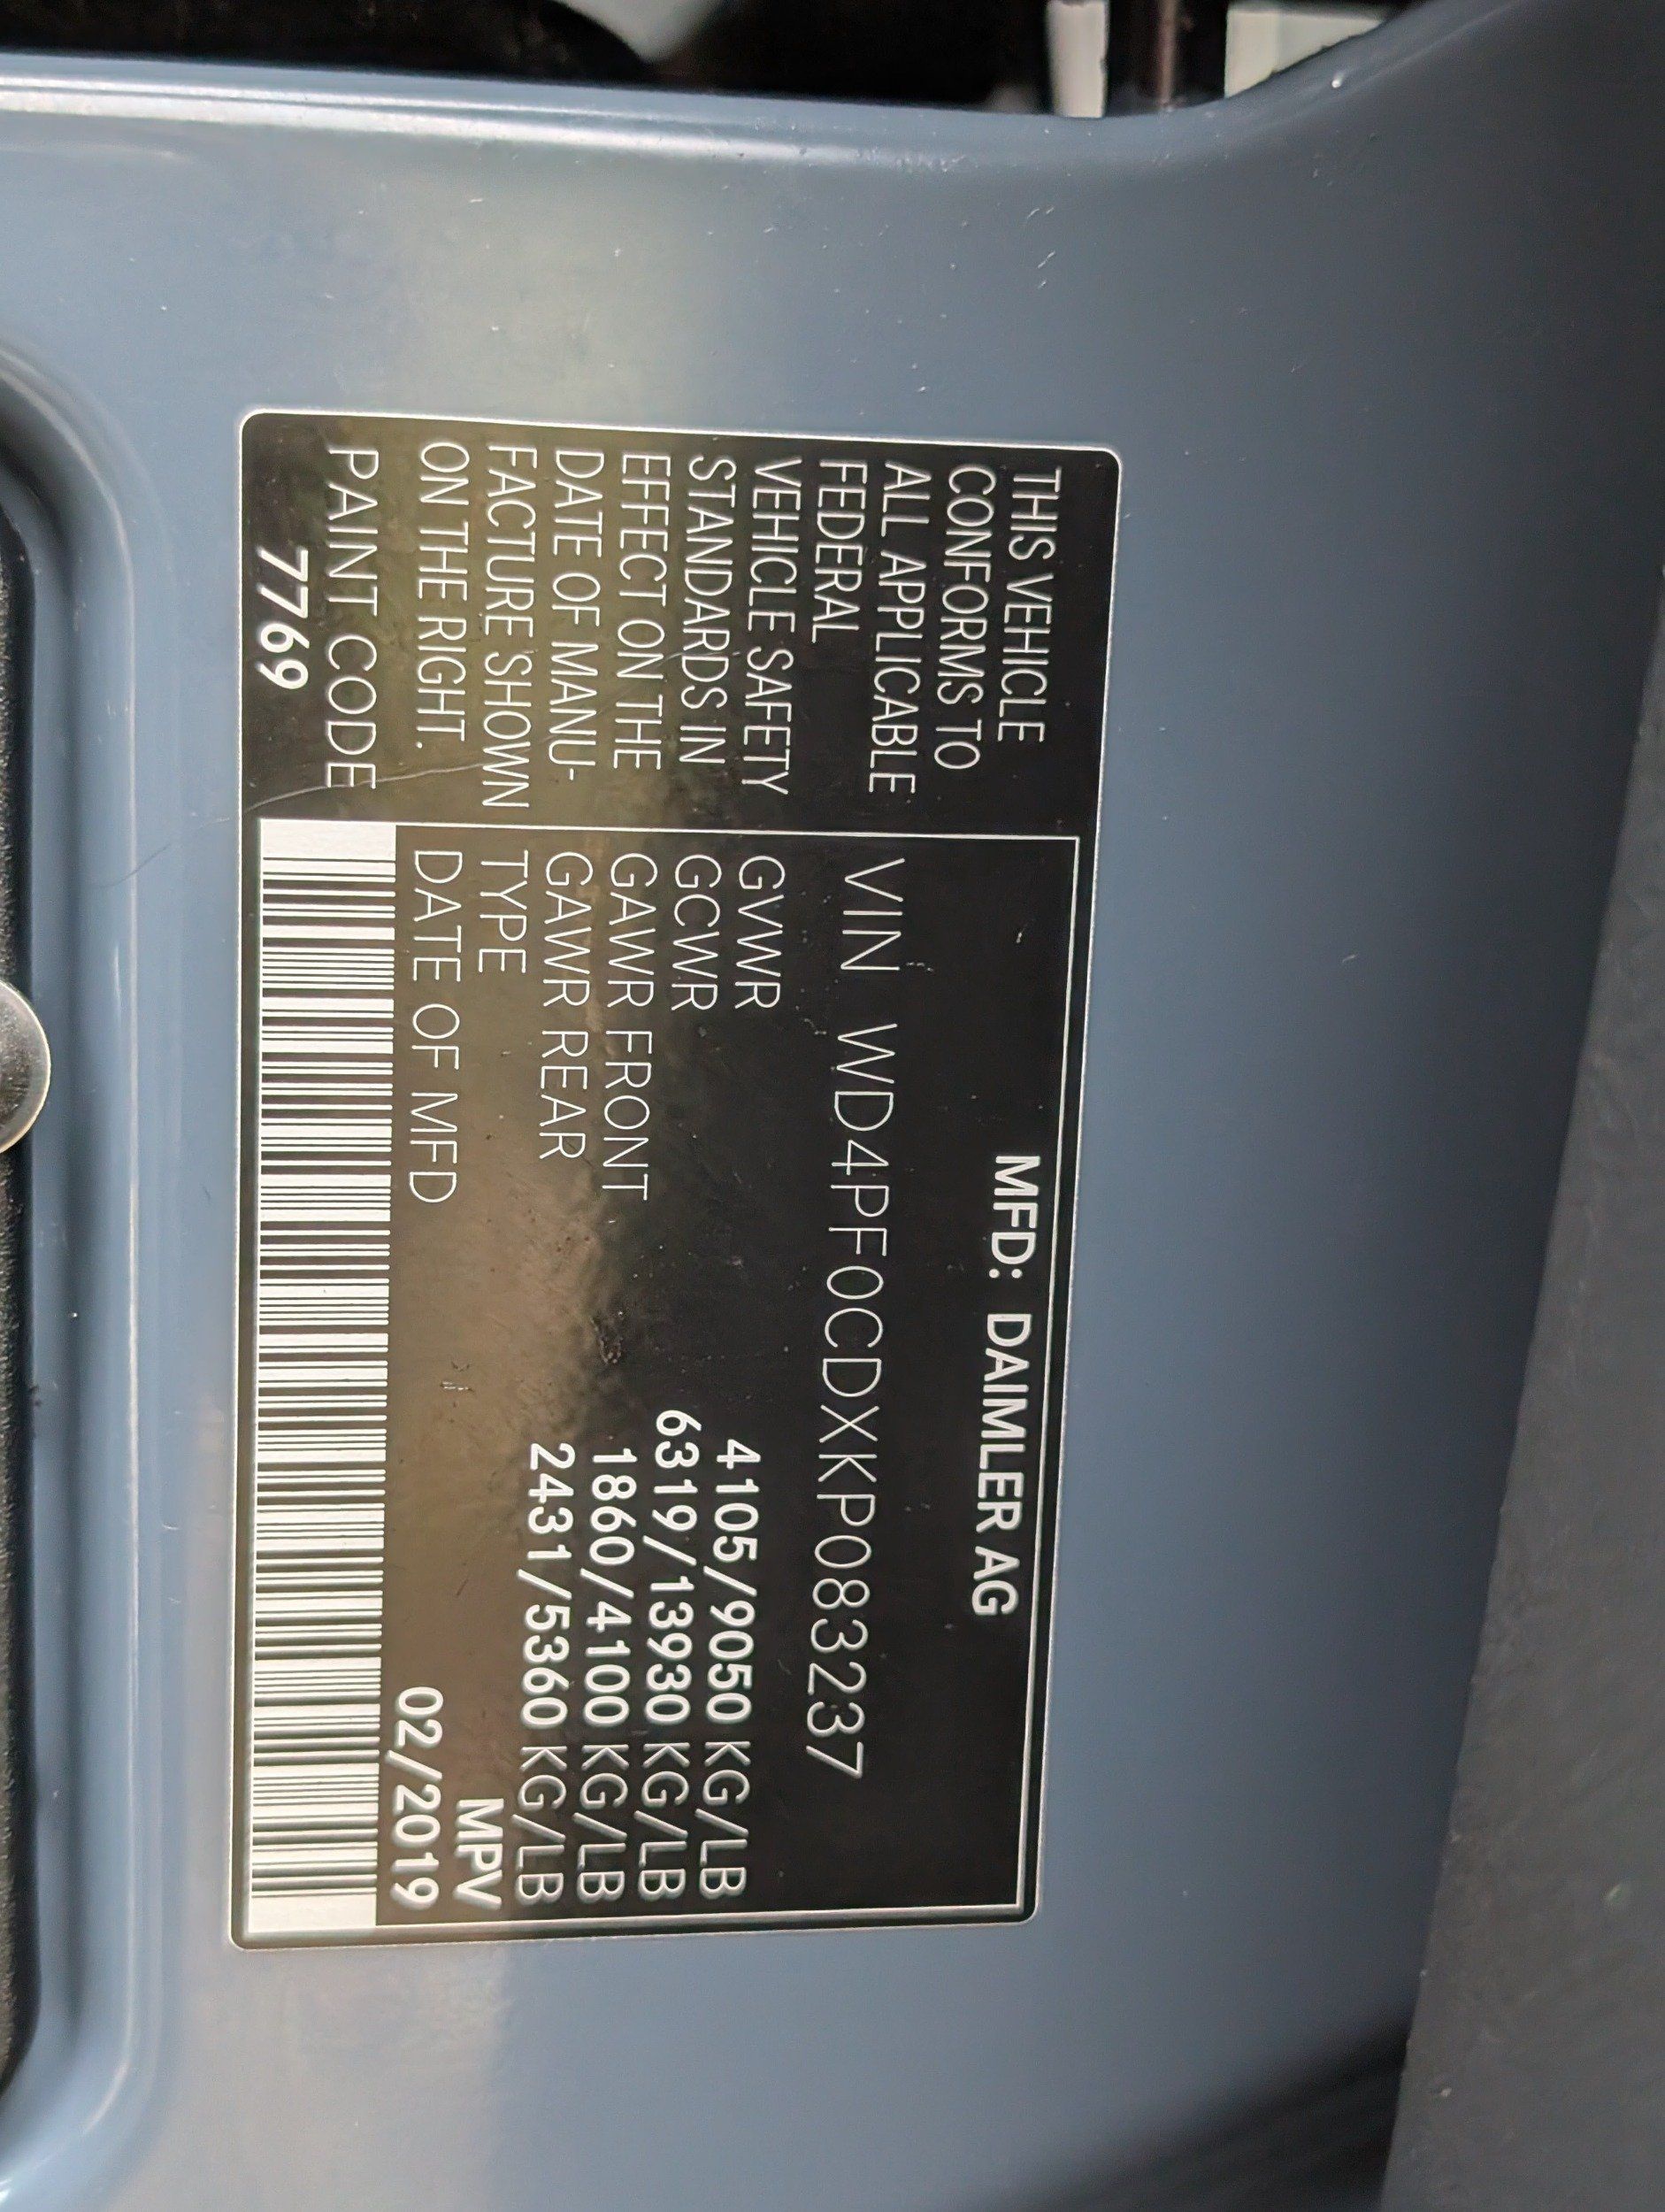 THIS VEHICLE
CONFORMS TO
ALL APPLICABLE
FEDERAL
VEHICLE SAFETY
STANDARDS IN
EFFECT ON THE
DATE OF MANU-
FACTURE SHOWN
ON THE RIGHT.
PAINT CODE
7769
MFD: DAIMLER AG
VIN WD4PF0CDXKP083237
GVWR 4105/9050 KG/LB
GCWR 6319/13930 KG/LB
GAWR FRONT 1860/4100 KG/LB
GAWR REAR 2431/5360 KG/LB
TYPE MPV
DATE OF MFD 02/2019